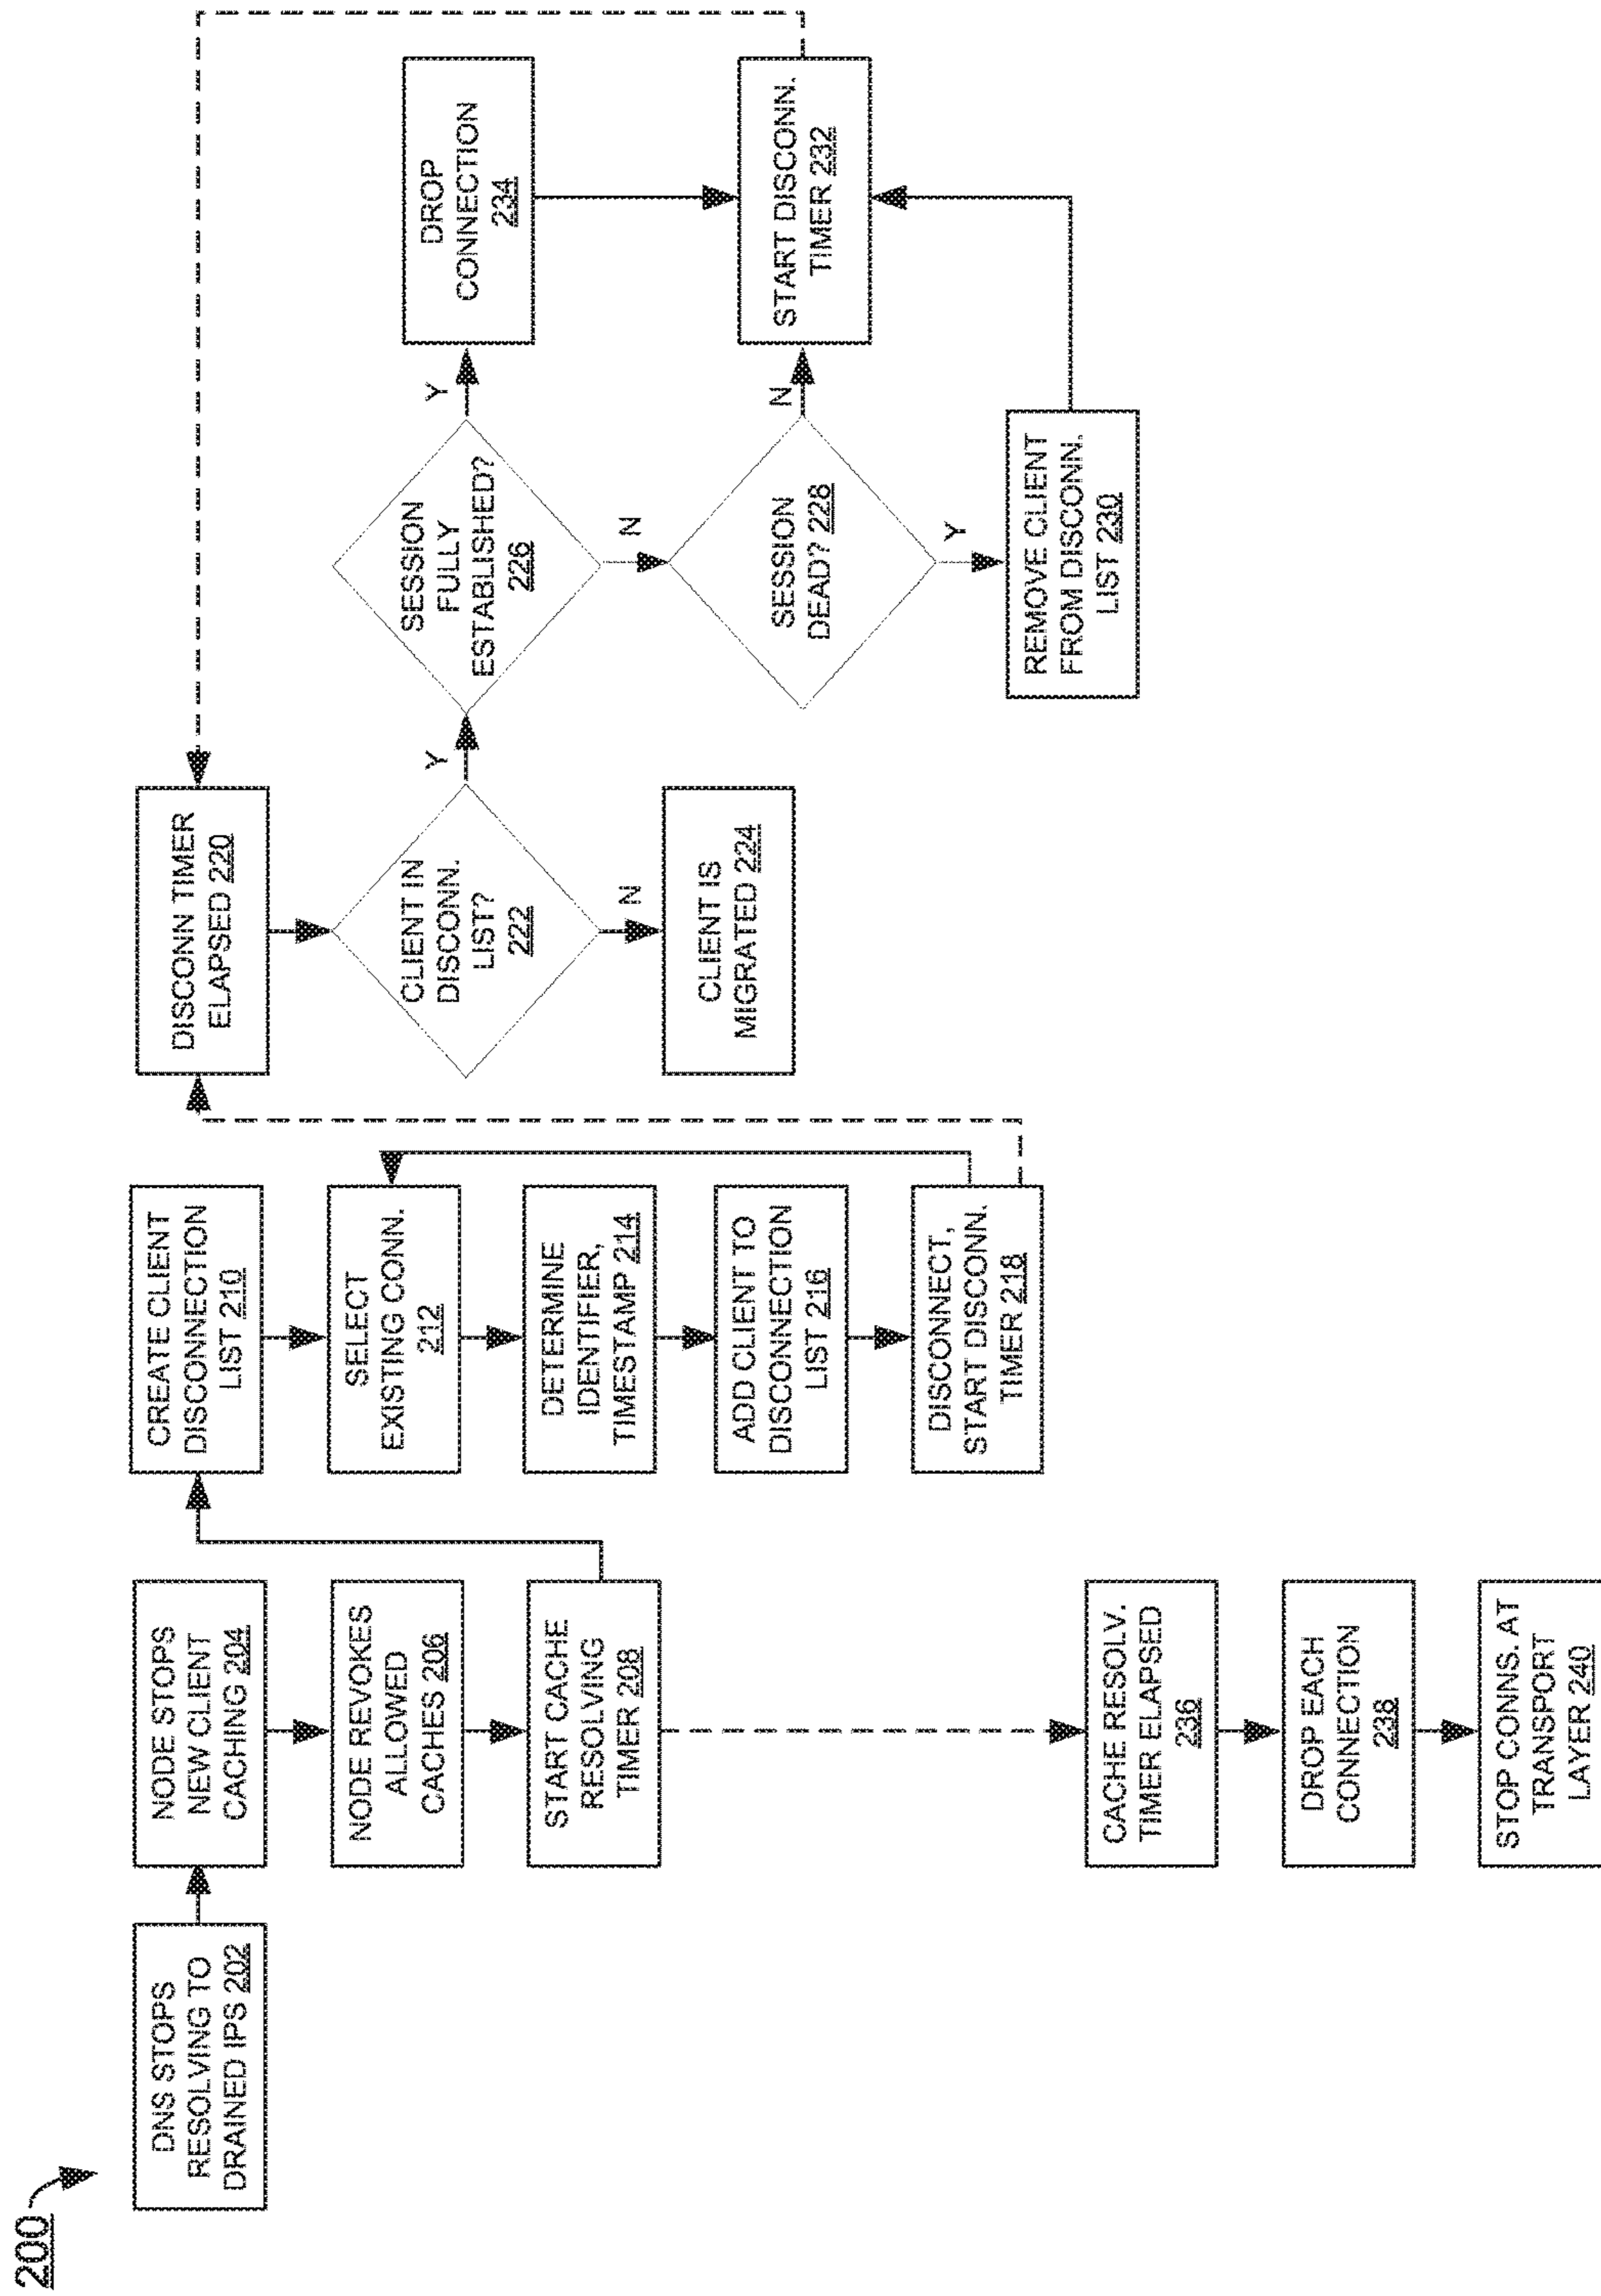 200
DNS STOPS
RESOLVING TO
DRAINED IPS 202
NODE STOPS
NEW CLIENT
CACHING 204
NODE REVOKES
ALLOWED
CACHES 206
START CACHE
RESOLVING
TIMER 208
CACHE RESOLV.
TIMER ELAPSED
236
DROP EACH
CONNECTION
238
STOP CONNS. AT
TRANSPORT
LAYER 240
CREATE CLIENT
DISCONNECTION
LIST 210
SELECT
EXISTING CONN.
212
DETERMINE
IDENTIFIER,
TIMESTAMP 214
ADD CLIENT TO
DISCONNECTION
LIST 216
DISCONNECT,
START DISCONN.
TIMER 218
DISCONN TIMER
ELAPSED 220
CLIENT IN
DISCONN.
LIST?
222
N
CLIENT IS
MIGRATED 224
Y
SESSION
FULLY
ESTABLISHED?
226
N
SESSION
DEAD? 228
Y
REMOVE CLIENT
FROM DISCONN.
LIST 230
Y
DROP
CONNECTION
234
N
START DISCONN.
TIMER 232